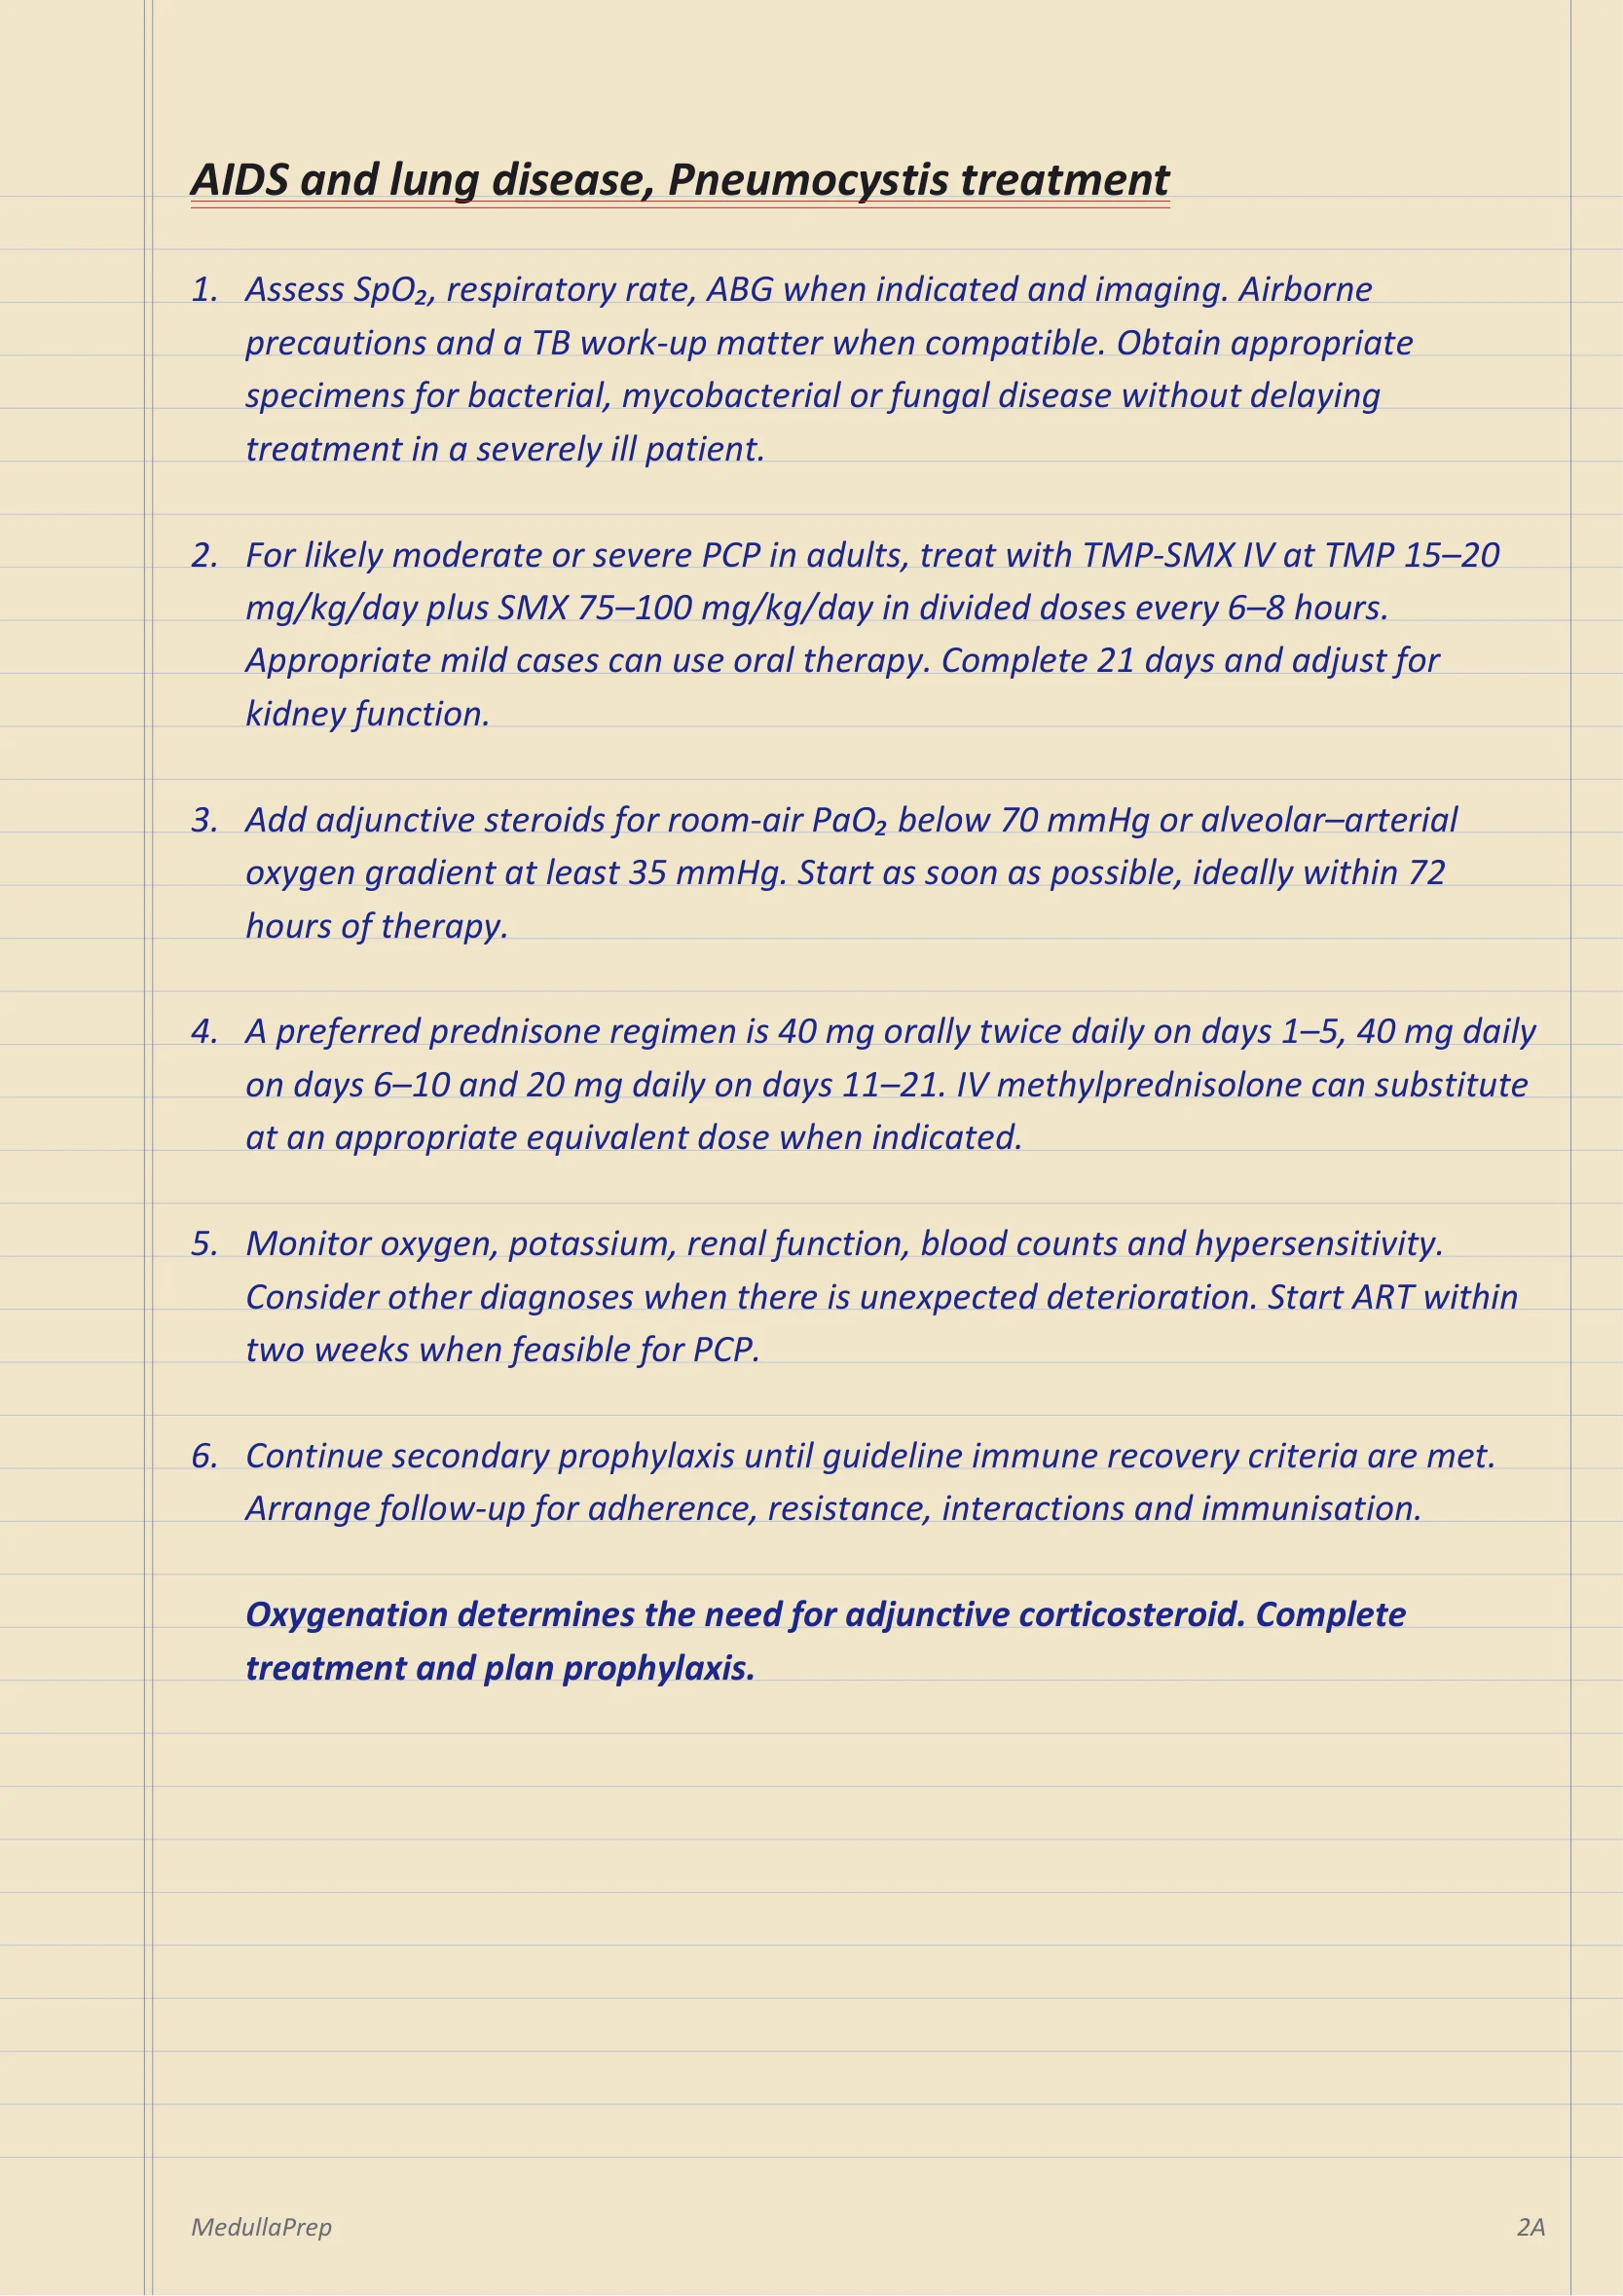 AIDS and lung disease, Pneumocystis treatment
1. Assess SpO₂, respiratory rate, ABG when indicated and imaging. Airborne
precautions and a TB work-up matter when compatible. Obtain appropriate
specimens for bacterial, mycobacterial or fungal disease without delaying
treatment in a severely ill patient.
2. For likely moderate or severe PCP in adults, treat with TMP-SMX IV at TMP 15–20
mg/kg/day plus SMX 75–100 mg/kg/day in divided doses every 6–8 hours.
Appropriate mild cases can use oral therapy. Complete 21 days and adjust for
kidney function.
3. Add adjunctive steroids for room-air PaO₂ below 70 mmHg or alveolar–arterial
oxygen gradient at least 35 mmHg. Start as soon as possible, ideally within 72
hours of therapy.
4. A preferred prednisone regimen is 40 mg orally twice daily on days 1–5, 40 mg daily
on days 6–10 and 20 mg daily on days 11–21. IV methylprednisolone can substitute
at an appropriate equivalent dose when indicated.
5. Monitor oxygen, potassium, renal function, blood counts and hypersensitivity.
Consider other diagnoses when there is unexpected deterioration. Start ART within
two weeks when feasible for PCP.
6. Continue secondary prophylaxis until guideline immune recovery criteria are met.
Arrange follow-up for adherence, resistance, interactions and immunisation.
Oxygenation determines the need for adjunctive corticosteroid. Complete
treatment and plan prophylaxis.
MedullaPrep
2A